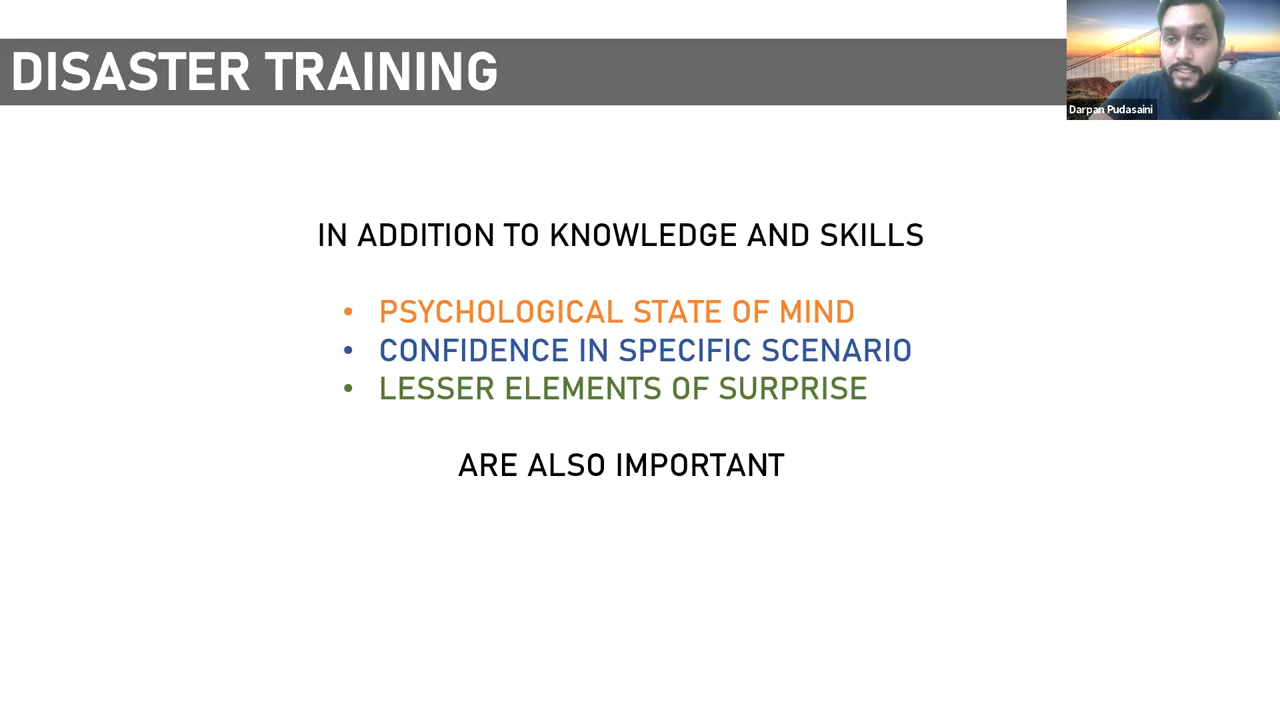 DISASTER TRAINING
Darpan Pudasaini
IN ADDITION TO KNOWLEDGE AND SKILLS
• PSYCHOLOGICAL STATE OF MIND
• CONFIDENCE IN SPECIFIC SCENARIO
• LESSER ELEMENTS OF SURPRISE
ARE ALSO IMPORTANT